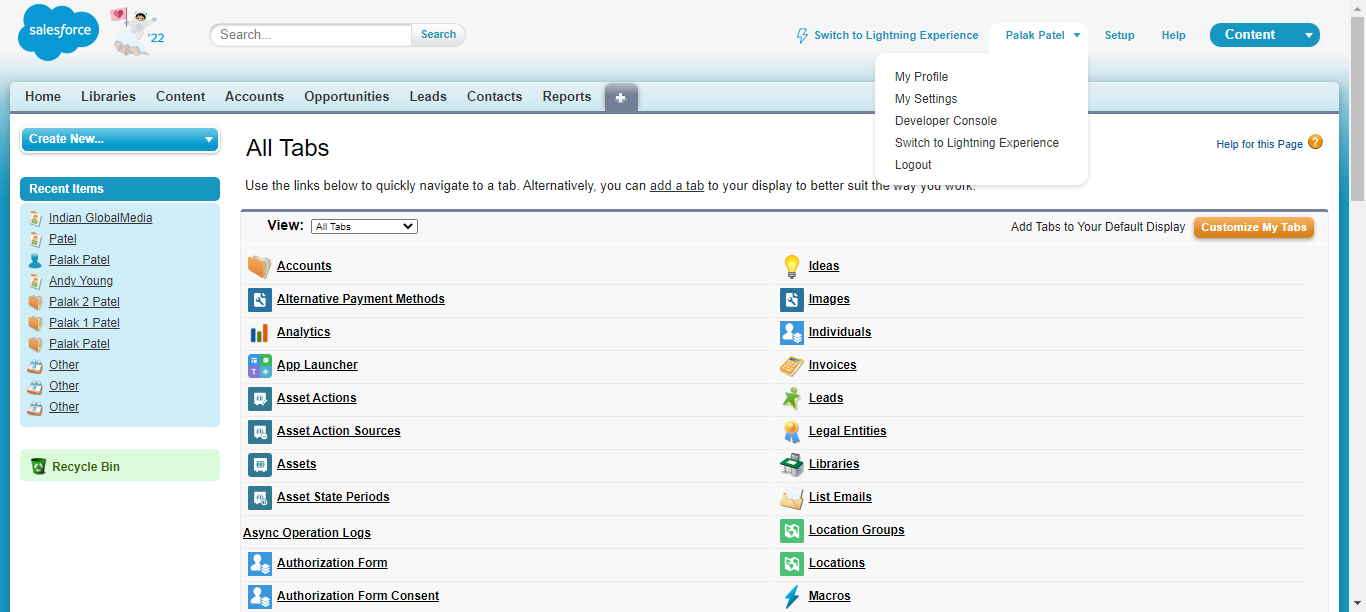 salesforce
'22
Search...
Search
Switch to Lightning Experience
Palak Patel
Setup
Help
Content
My Profile
My Settings
Developer Console
Switch to Lightning Experience
Logout
Home
Libraries
Content
Accounts
Opportunities
Leads
Contacts
Reports
Create New...
Recent Items
Indian GlobalMedia
Patel
Palak Patel
Andy Young
Palak 2 Patel
Palak 1 Patel
Palak Patel
Other
Other
Other
Recycle Bin
All Tabs
Help for this Page
Use the links below to quickly navigate to a tab. Alternatively, you can add a tab to your display to better suit the way you work.
View: All Tabs
Add Tabs to Your Default Display
Customize My Tabs
Accounts
Alternative Payment Methods
Analytics
App Launcher
Asset Actions
Asset Action Sources
Assets
Asset State Periods
Async Operation Logs
Authorization Form
Authorization Form Consent
Ideas
Images
Individuals
Invoices
Leads
Legal Entities
Libraries
List Emails
Location Groups
Locations
Macros